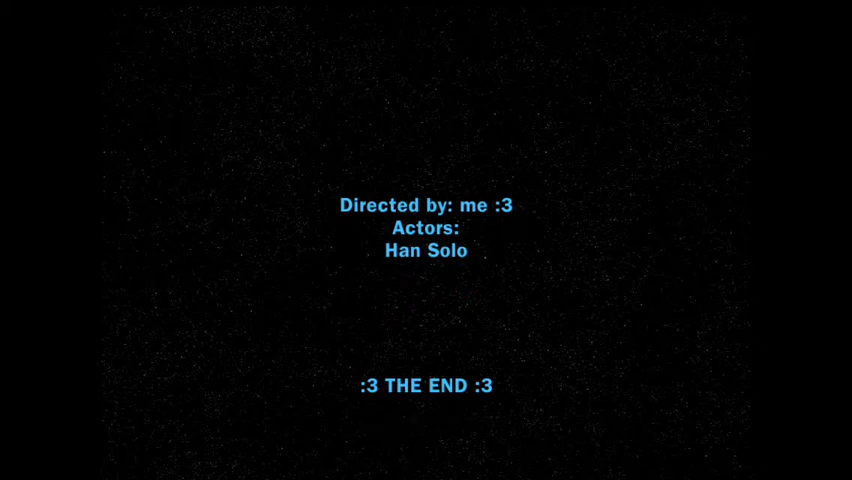 Directed by: me :3
Actors:
Han Solo
:3 THE END :3